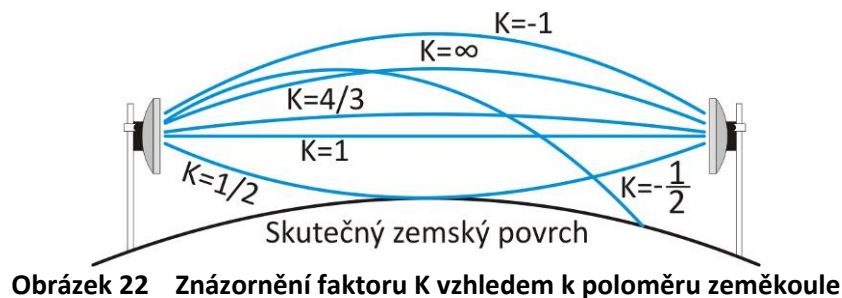 K=-1
K=∞
K=4/3
K=1
K=1/2
K=-1/2
Skutečný zemský povrch
Obrázek 22 Znázornění faktoru K vzhledem k poloměru zeměkoule